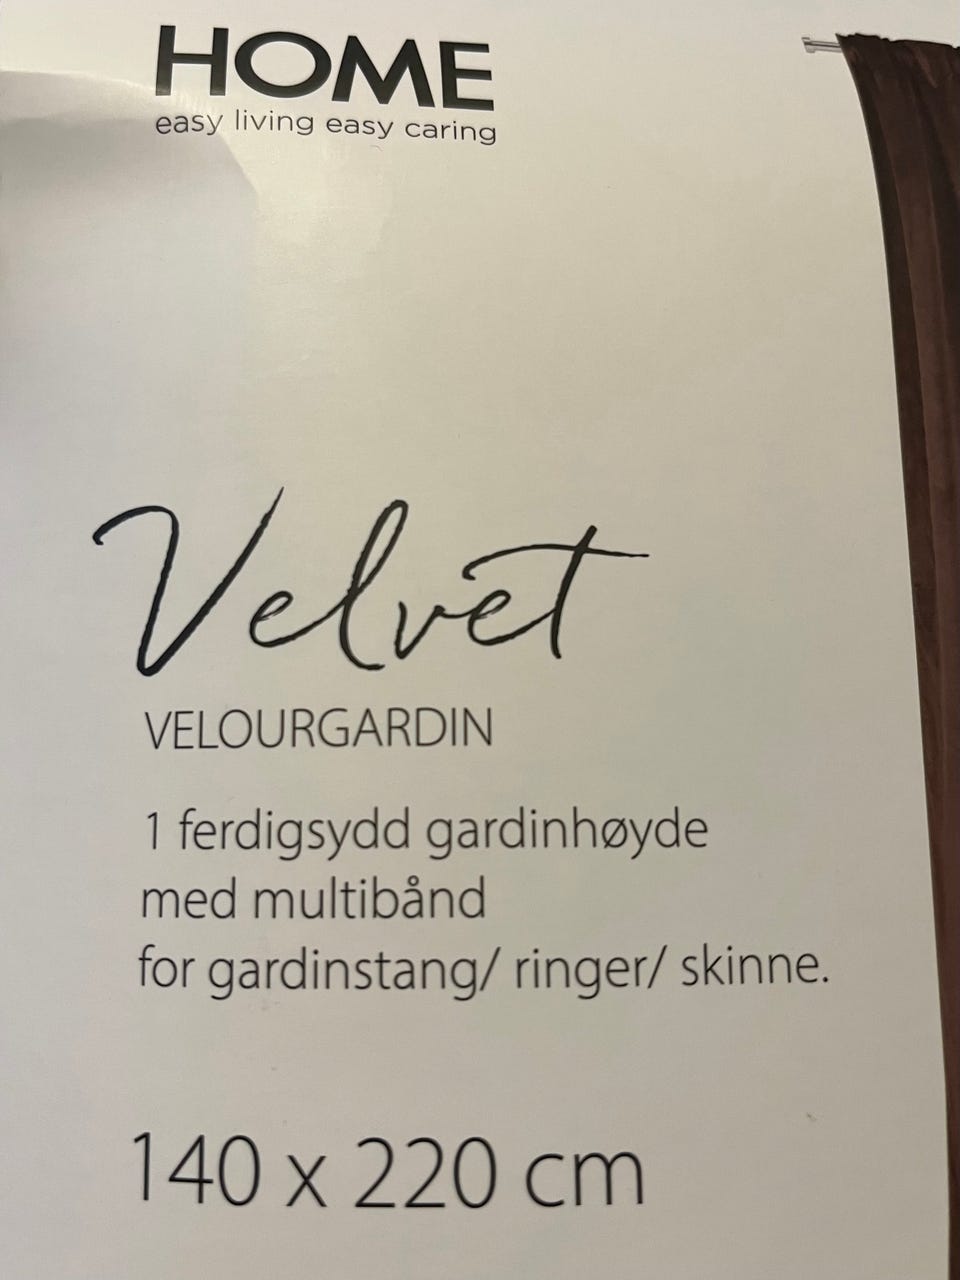 HOME
easy living easy caring
Velvet
VELOURGARDIN
1 ferdigsydd gardinhøyde
med multibånd
for gardinstang/ ringer/ skinne.
140 x 220 cm